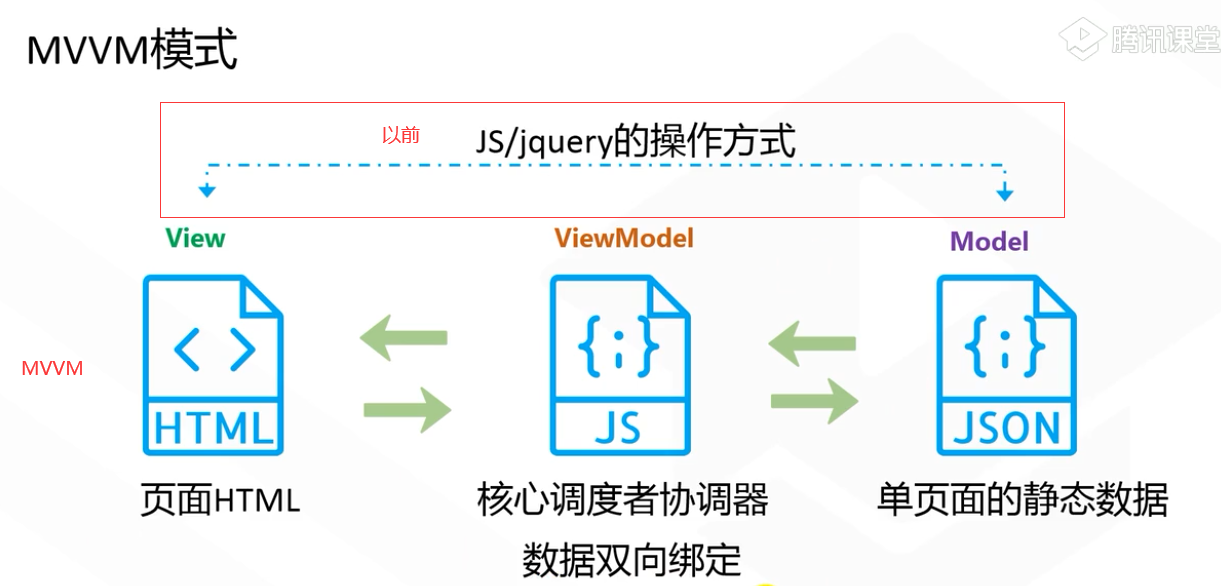 MVVM模式
腾讯课堂
以前
JS/jquery的操作方式
View
ViewModel
Model
MVVM
HTML
JS
JSON
页面HTML
核心调度者协调器
单页面的静态数据
数据双向绑定